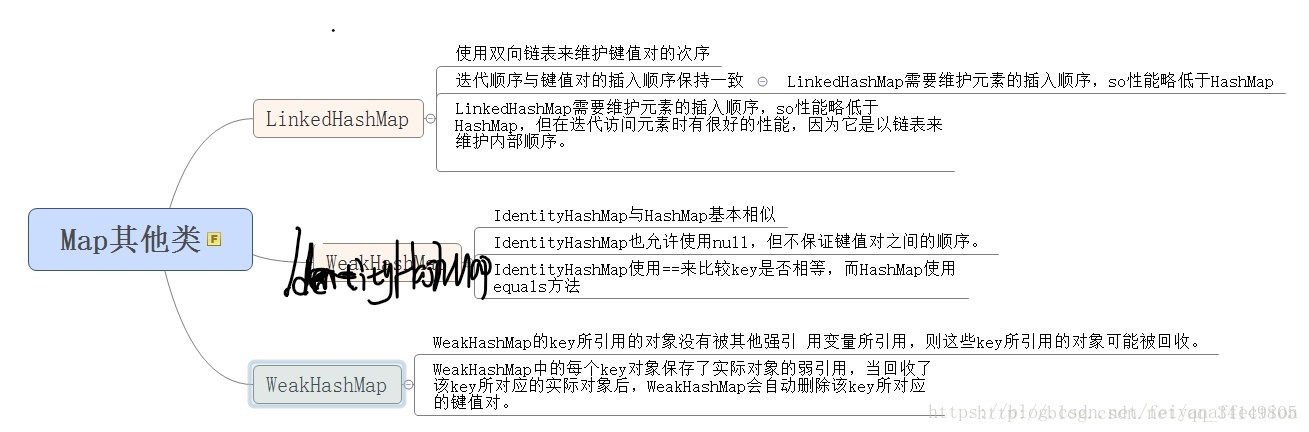 使用双向链表来维护键值对的次序
迭代顺序与键值对的插入顺序保持一致 LinkedHashMap需要维护元素的插入顺序，so性能略低于HashMap
LinkedHashMap
LinkedHashMap需要维护元素的插入顺序，so性能略低于
HashMap，但在迭代访问元素时有很好的性能，因为它是以链表来
维护内部顺序。
Map其他类
IdentityHashMap与HashMap基本相似
WeakHashMap
IdentityHashMap
IdentityHashMap也允许使用null，但不保证键值对之间的顺序。
IdentityHashMap使用==来比较key是否相等，而HashMap使用
equals方法
WeakHashMap
WeakHashMap的key所引用的对象没有被其他强引 用变量所引用，则这些key所引用的对象可能被回收。
WeakHashMap中的每个key对象保存了实际对象的弱引用，当回收了
该key所对应的实际对象后，WeakHashMap会自动删除该key所对应
的键值对。